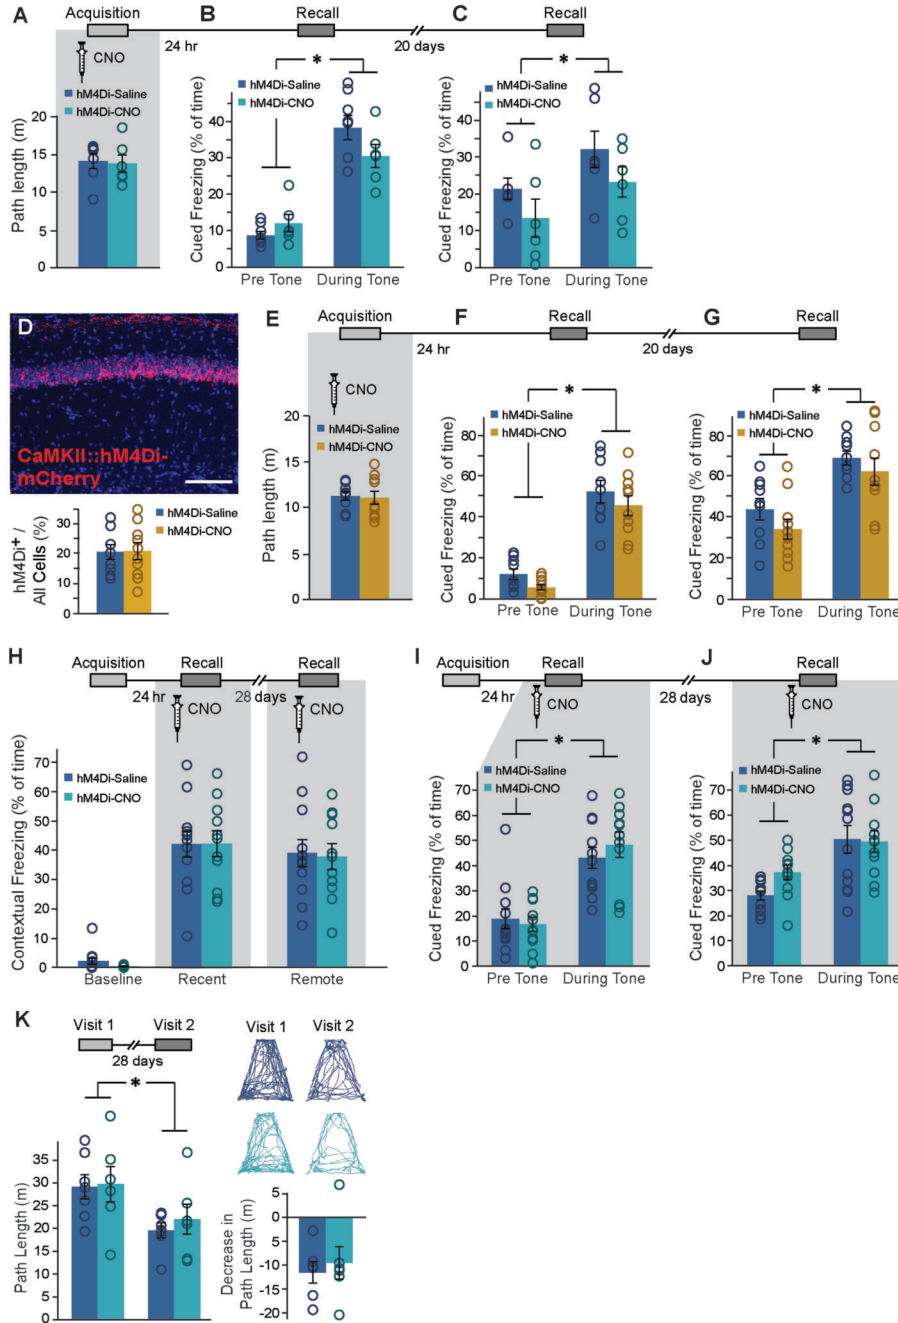 A
Acquisition
B
Recall
C
Recall
24 hr
20 days
CNO
*
*
hM4Di-Saline
hM4Di-CNO
hM4Di-Saline
hM4Di-CNO
hM4Di-Saline
hM4Di-CNO
Path length (m)
20
15
10
5
0
Cued Freezing (% of time)
50
40
30
20
10
0
Pre Tone
During Tone
Cued Freezing (% of time)
50
40
30
20
10
0
Pre Tone
During Tone
D
CaMKII::hM4Di-
mCherry
hM4Di+ /
All Cells (%)
30
25
20
15
10
0
hM4Di-Saline
hM4Di-CNO
E
Acquisition
F
Recall
G
Recall
24 hr
20 days
CNO
*
*
hM4Di-Saline
hM4Di-CNO
hM4Di-Saline
hM4Di-CNO
hM4Di-Saline
hM4Di-CNO
Path length (m)
20
15
10
5
0
Cued Freezing (% of time)
80
60
40
20
0
Pre Tone
During Tone
Cued Freezing (% of time)
80
60
40
20
0
Pre Tone
During Tone
H
Acquisition
Recall
Recall
24 hr
28 days
CNO
CNO
hM4Di-Saline
hM4Di-CNO
Contextual Freezing (% of time)
70
60
50
40
30
20
10
0
Baseline
Recent
Remote
I
Acquisition
Recall
J
Recall
24 hr
28 days
CNO
CNO
*
*
hM4Di-Saline
hM4Di-CNO
hM4Di-Saline
hM4Di-CNO
Cued Freezing (% of time)
70
60
50
40
30
20
10
0
Pre Tone
During Tone
Cued Freezing (% of time)
70
60
50
40
30
20
10
0
Pre Tone
During Tone
K
Visit 1
Visit 2
28 days
*
Path Length (m)
35
30
25
20
15
10
5
0
Visit 1
Visit 2
Decrease in
Path Length (m)
5
0
-5
-10
-15
-20